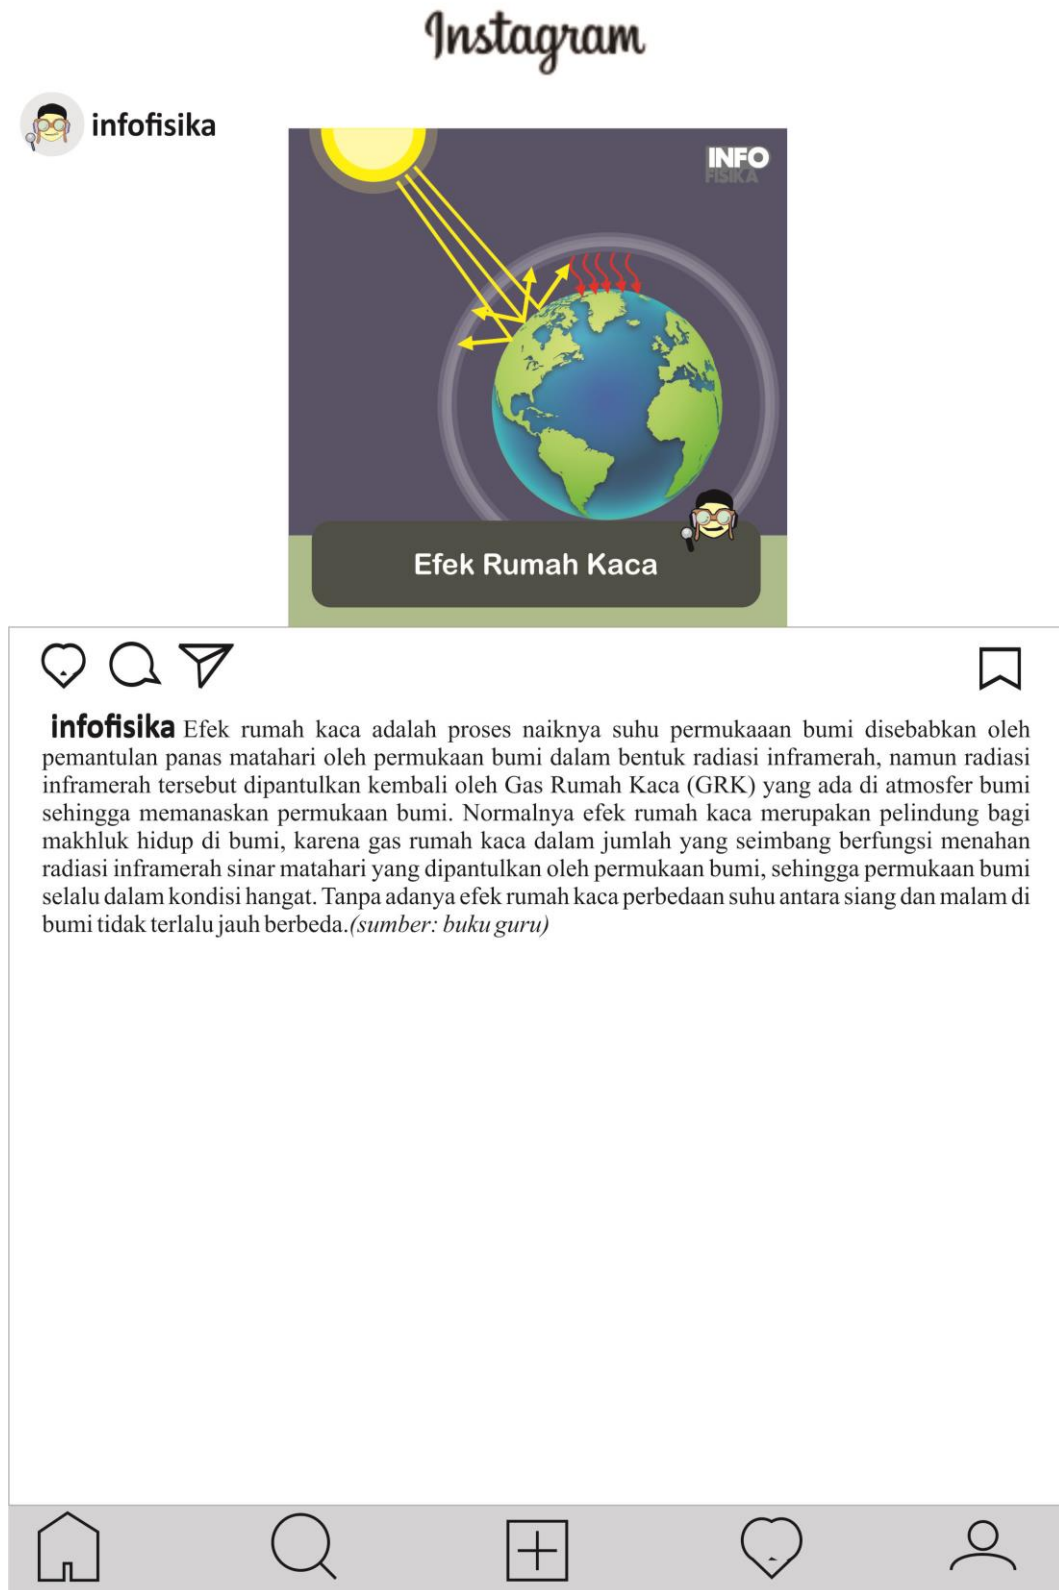 Instagram
infofisika
INFO
FISIKA
Efek Rumah Kaca
infofisika Efek rumah kaca adalah proses naiknya suhu permukaaan bumi disebabkan oleh
pemantulan panas matahari oleh permukaan bumi dalam bentuk radiasi inframerah, namun radiasi
inframerah tersebut dipantulkan kembali oleh Gas Rumah Kaca (GRK) yang ada di atmosfer bumi
sehingga memanaskan permukaan bumi. Normalnya efek rumah kaca merupakan pelindung bagi
makhluk hidup di bumi, karena gas rumah kaca dalam jumlah yang seimbang berfungsi menahan
radiasi inframerah sinar matahari yang dipantulkan oleh permukaan bumi, sehingga permukaan bumi
selalu dalam kondisi hangat. Tanpa adanya efek rumah kaca perbedaan suhu antara siang dan malam di
bumi tidak terlalu jauh berbeda.(sumber: buku guru)